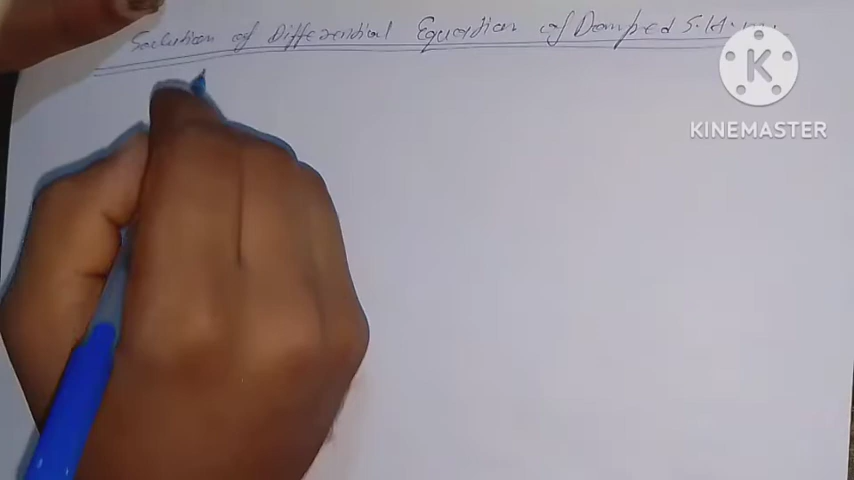 Solution of Differential Equation of Damped S.H.M.
KINEMASTER